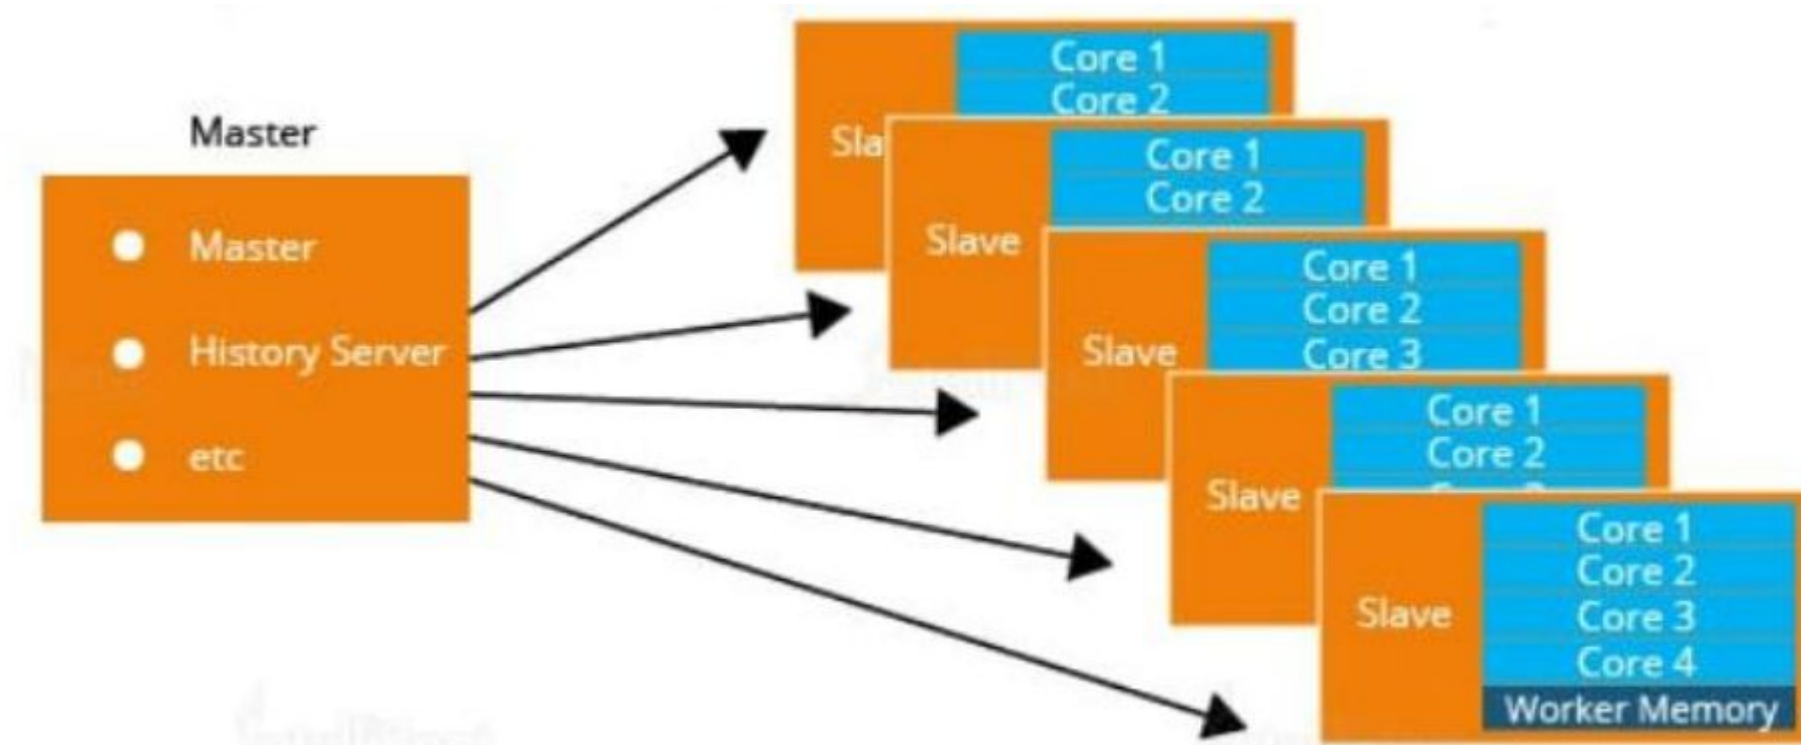 Master
Master
History Server
etc
Core 1
Core 2
Core 1
Core 2
Slave
Core 1
Core 2
Core 3
Slave
Core 1
Core 2
Slave
Core 1
Core 2
Core 3
Core 4
Slave
Worker Memory